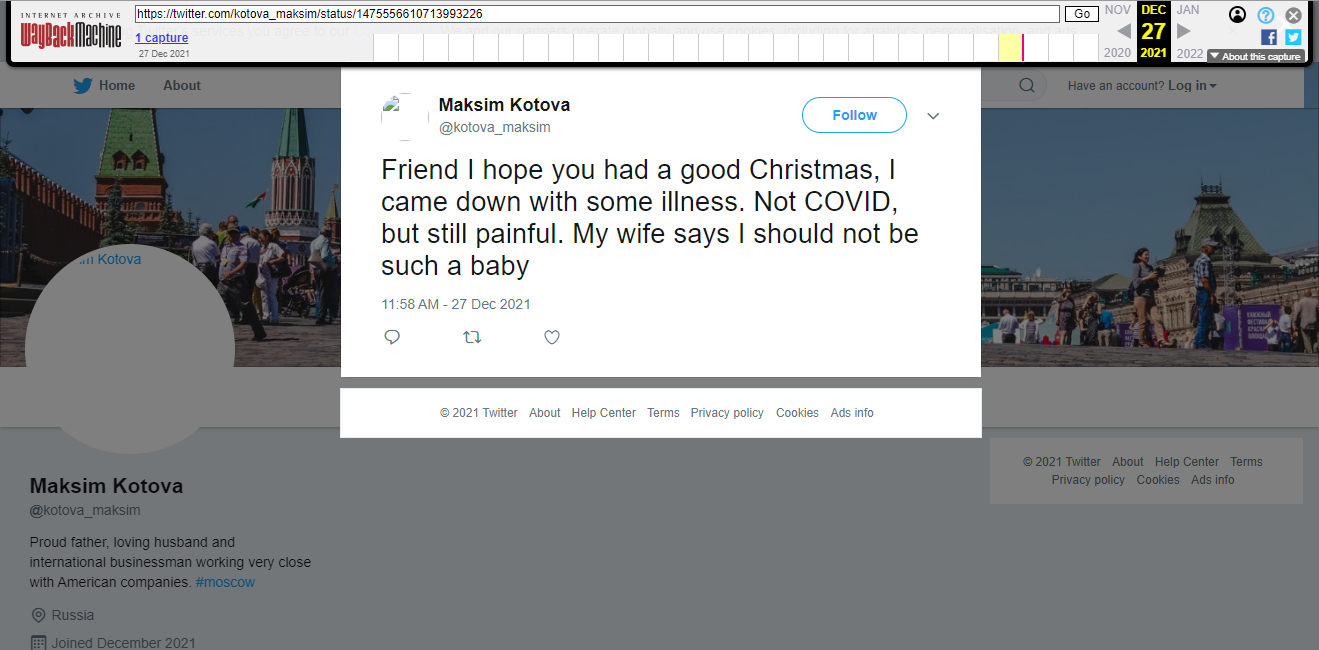 INTERNET ARCHIVE
WayBackMachine
https://twitter.com/kotova_maksim/status/1475556610713993226
Go
1 capture
27 Dec 2021
NOV DEC JAN
27
2020 2021 2022
About this capture
Home About
Have an account? Log in
Maksim Kotova
@kotova_maksim
Follow
Friend I hope you had a good Christmas, I
came down with some illness. Not COVID,
but still painful. My wife says I should not be
such a baby
11:58 AM - 27 Dec 2021
© 2021 Twitter About Help Center Terms Privacy policy Cookies Ads info
Kotova
Maksim Kotova
@kotova_maksim
Proud father, loving husband and
international businessman working very close
with American companies. #moscow
Russia
Joined December 2021
© 2021 Twitter About Help Center Terms
Privacy policy Cookies Ads info